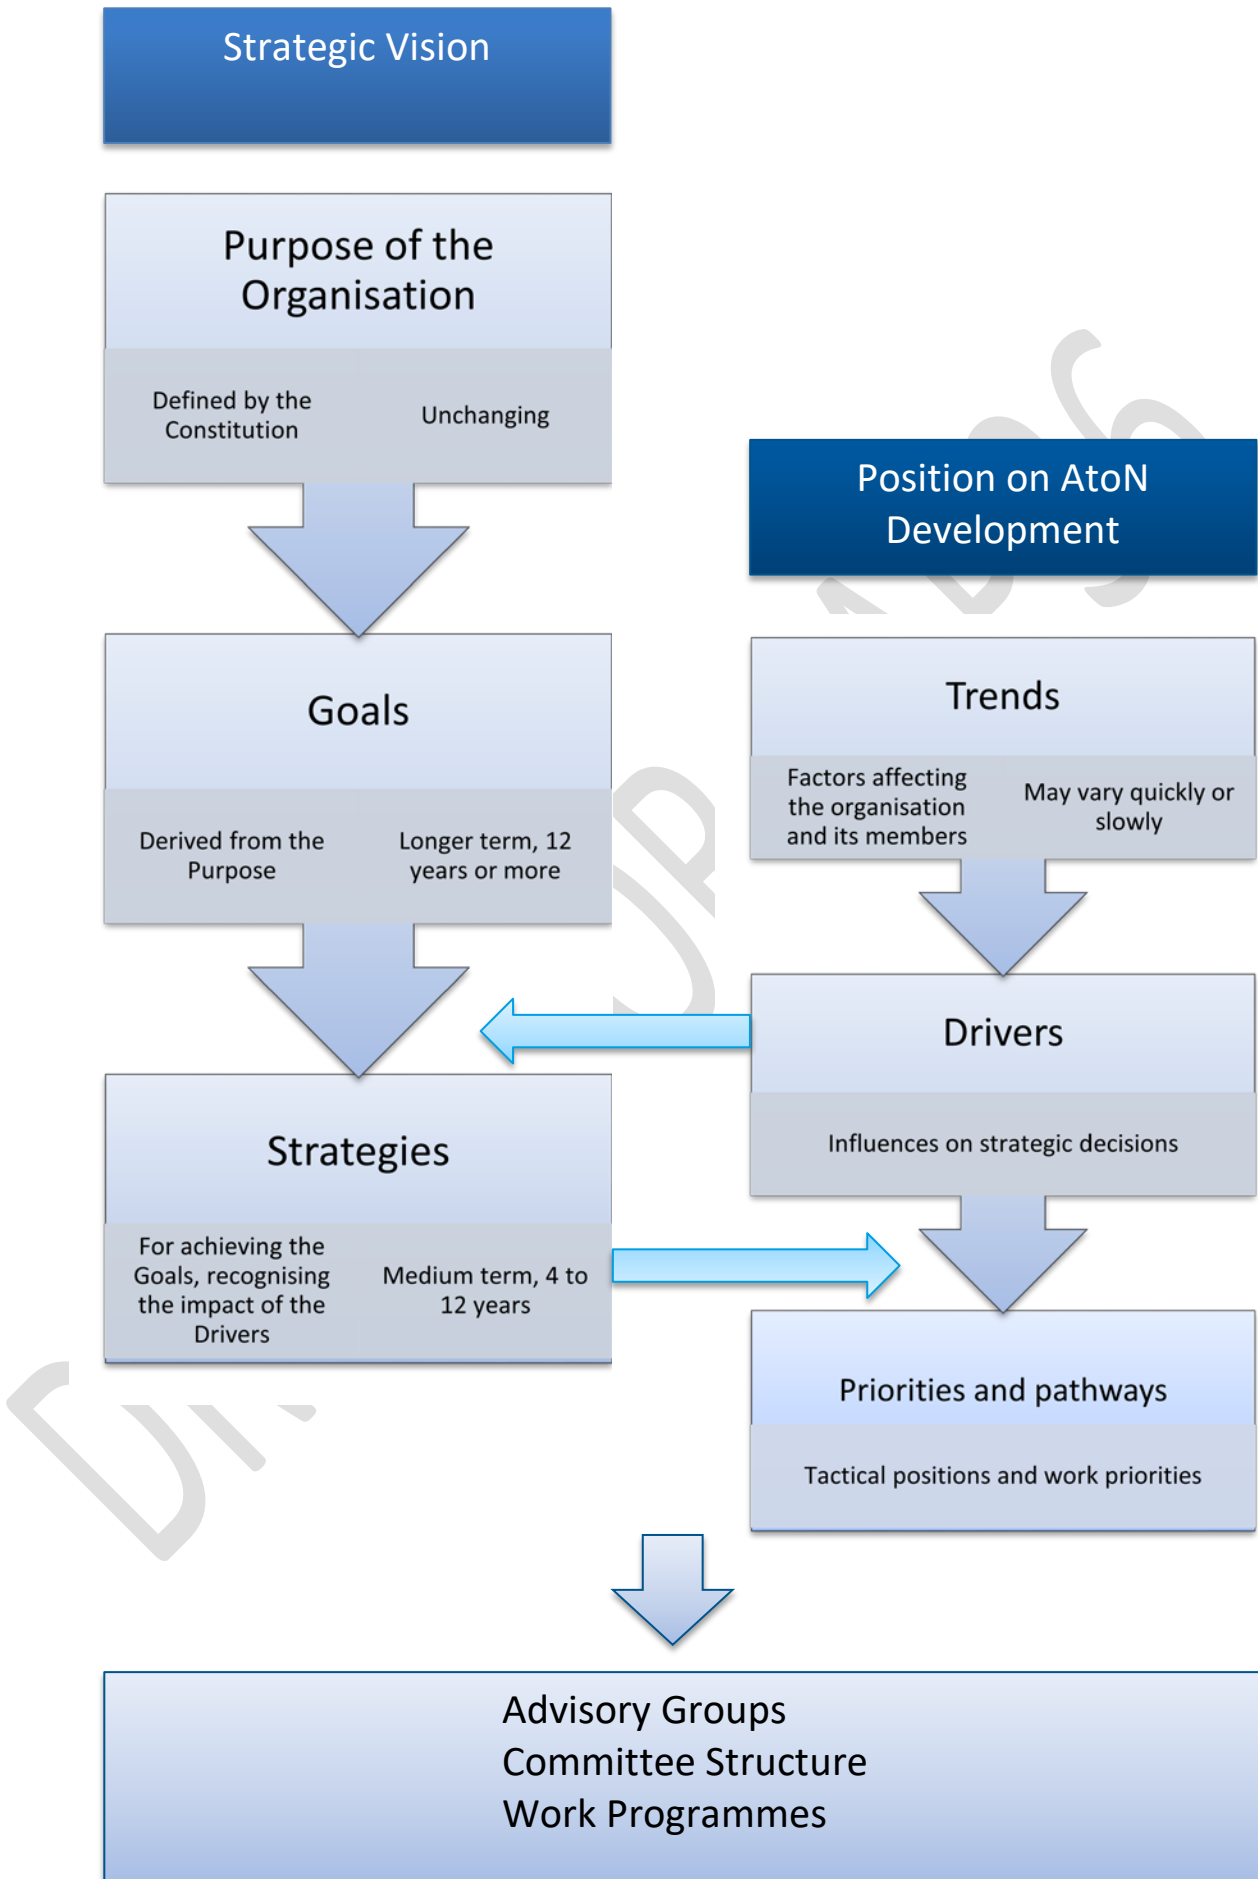 Strategic Vision
Purpose of the
Organisation
Defined by the
Constitution
Unchanging
Goals
Derived from the
Purpose
Longer term, 12
years or more
Strategies
For achieving the
Goals, recognising
the impact of the
Drivers
Medium term, 4 to
12 years
Position on AtoN
Development
Trends
Factors affecting
the organisation
and its members
May vary quickly or
slowly
Drivers
Influences on strategic decisions
Priorities and pathways
Tactical positions and work priorities
Advisory Groups
Committee Structure
Work Programmes